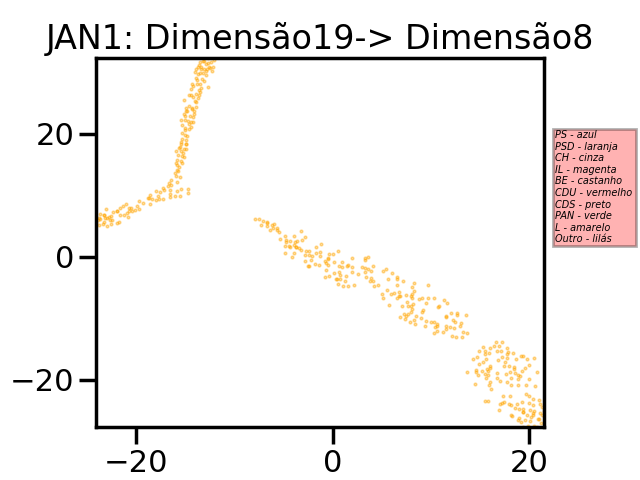 JAN1: Dimensão19-> Dimensão8
20
0
−20
−20
0
20
PS - azul
PSD - laranja
CH - cinza
IL - magenta
BE - castanho
CDU - vermelho
CDS - preto
PAN - verde
L - amarelo
Outro - lilás